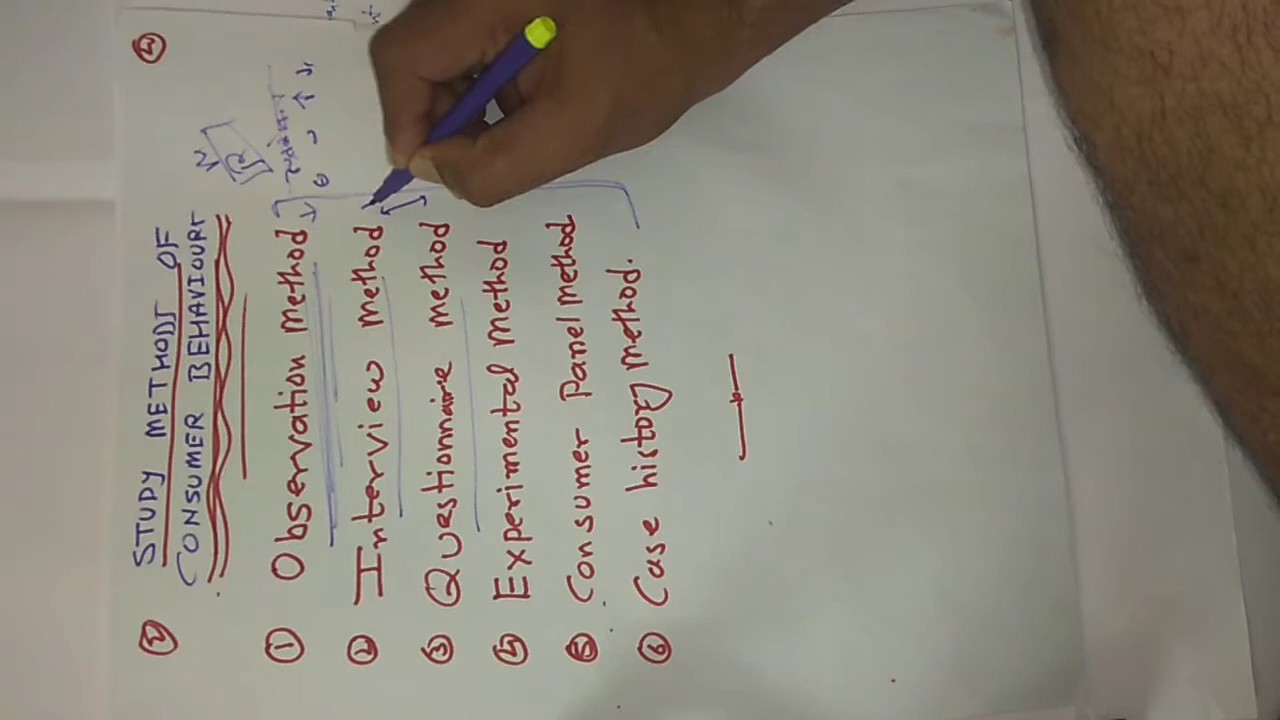 STUDY METHODS OF
CONSUMER BEHAVIOUR
① Observation Method
② Interview Method
③ Questionnaire Method
④ Experimental Method
⑤ Consumer Panel Method
⑥ Case history Method.